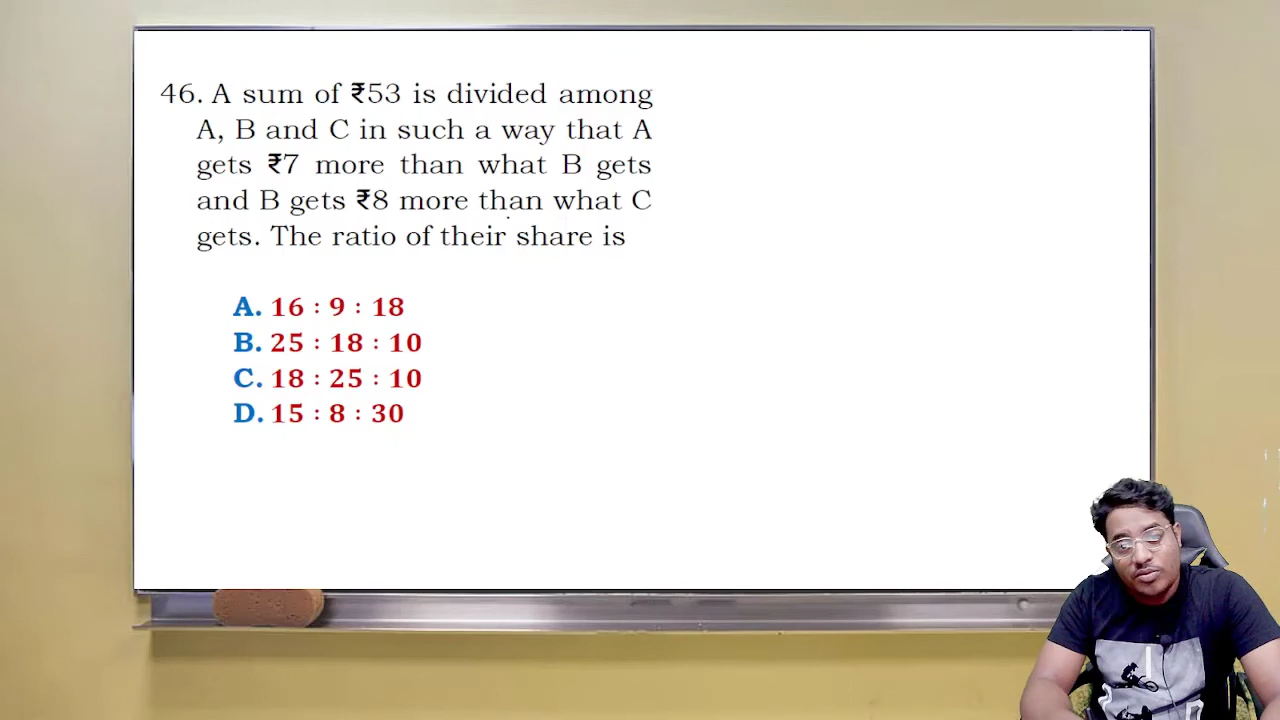 46. A sum of ₹53 is divided among
A, B and C in such a way that A
gets ₹7 more than what B gets
and B gets ₹8 more than what C
gets. The ratio of their share is
A. 16 : 9 : 18
B. 25 : 18 : 10
C. 18 : 25 : 10
D. 15 : 8 : 30